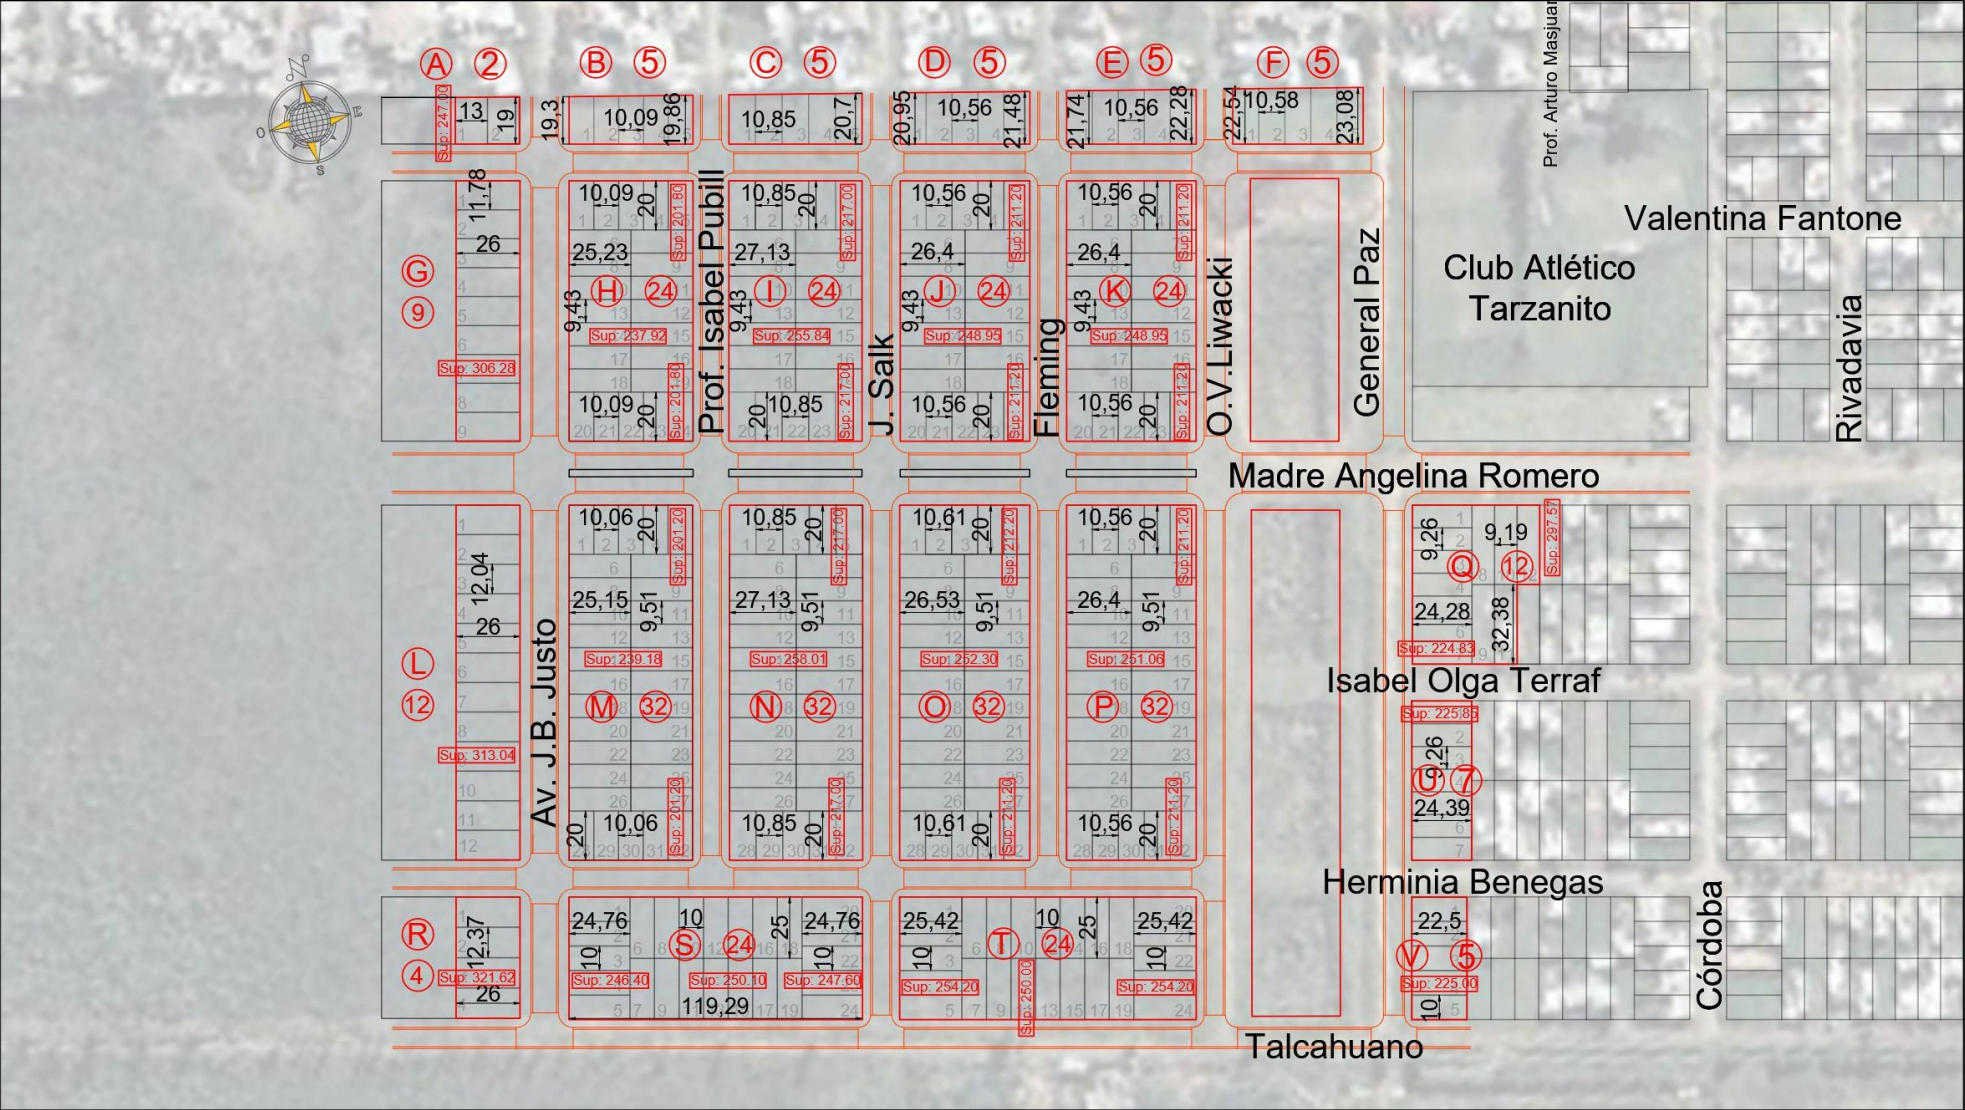 N
E
S
O
A 2
B 5
C 5
D 5
E 5
F 5
Sup: 247.00
13
19
1 2
19,3
10,09
19,86
10,85
20,7
20,95
10,56
21,48
21,74
10,56
22,28
22,54
10,58
23,08
Prof. Arturo Masjuan
11,78
26
G
9
Sup: 306.28
10,09
20
Sup: 201.80
25,23
H 24
9,43
Sup: 237.92
10,09
20
Sup: 201.80
Prof. Isabel Pubill
10,85
20
Sup: 217.00
27,13
I 24
9,43
Sup: 255.84
20
10,85
Sup: 217.00
J. Salk
10,56
20
Sup: 211.20
26,4
J 24
9,43
Sup: 248.95
10,56
20
Sup: 211.20
Fleming
10,56
20
Sup: 211.20
26,4
K 24
9,43
Sup: 248.95
10,56
20
Sup: 211.20
O.V.Liwacki
General Paz
Club Atlético
Tarzanito
Valentina Fantone
Rivadavia
Madre Angelina Romero
12,04
26
L
12
Sup: 313.04
Av. J.B. Justo
10,06
20
Sup: 201.20
25,15
9,51
Sup: 239.18
M 32
20
10,06
Sup: 201.20
10,85
20
Sup: 217.00
27,13
9,51
Sup: 258.01
N 32
10,85
20
Sup: 217.00
10,61
20
Sup: 212.20
26,53
9,51
Sup: 252.30
O 32
10,61
20
Sup: 211.20
10,56
20
Sup: 211.20
26,4
9,51
Sup: 251.06
P 32
10,56
20
Sup: 211.20
9,26
9,19
Sup: 297.57
Q 12
24,28
32,38
Sup: 224.83
Isabel Olga Terraf
Sup: 225.85
9,26
U 7
24,39
Herminia Benegas
R
4
12,37
Sup: 321.62
26
24,76
10
25
24,76
10
S 24
10
Sup: 246.40
Sup: 250.10
Sup: 247.60
119,29
25,42
10
25
25,42
10
T 24
10
Sup: 254.20
Sup: 250.00
Sup: 254.20
22,5
V 5
Sup: 225.00
10
Córdoba
Talcahuano